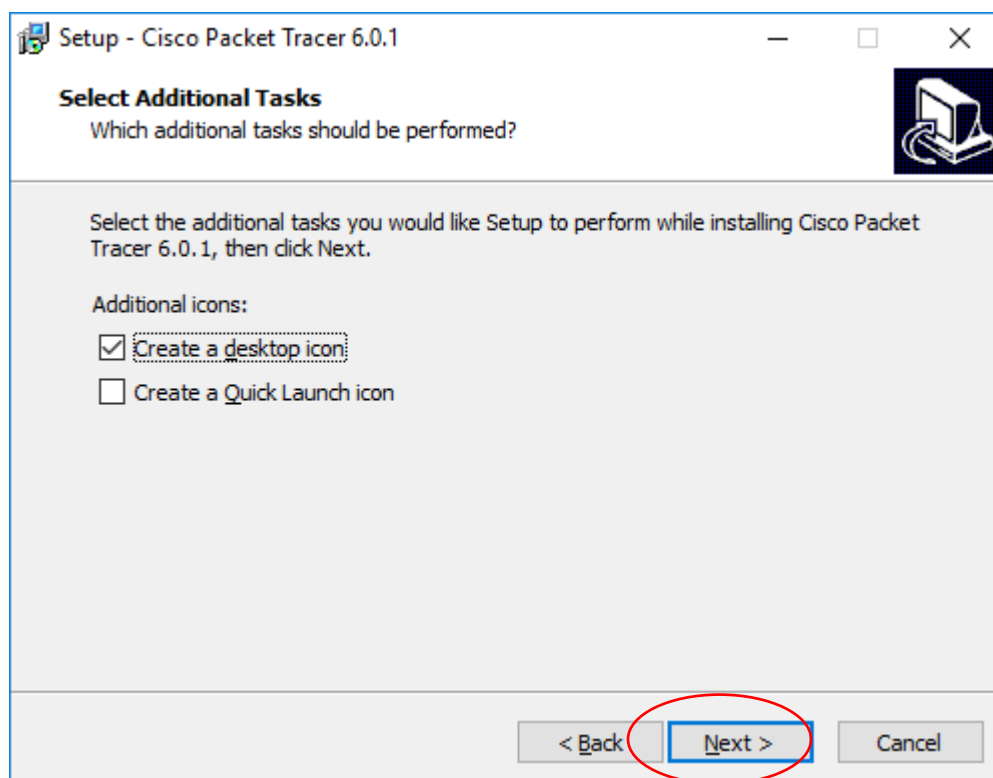 Setup - Cisco Packet Tracer 6.0.1
Select Additional Tasks
Which additional tasks should be performed?
Select the additional tasks you would like Setup to perform while installing Cisco Packet
Tracer 6.0.1, then click Next.
Additional icons:
Create a desktop icon
Create a Quick Launch icon
< Back Next > Cancel